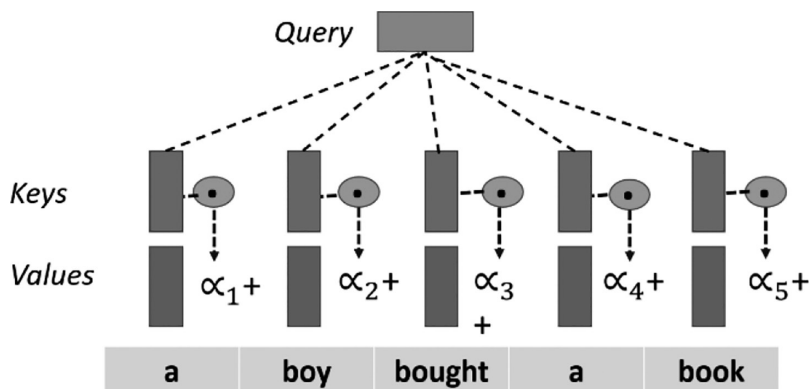 Query
Keys
Values ∝₁+ ∝₂+ ∝₃ ∝₄+ ∝₅+
+
a boy bought a book